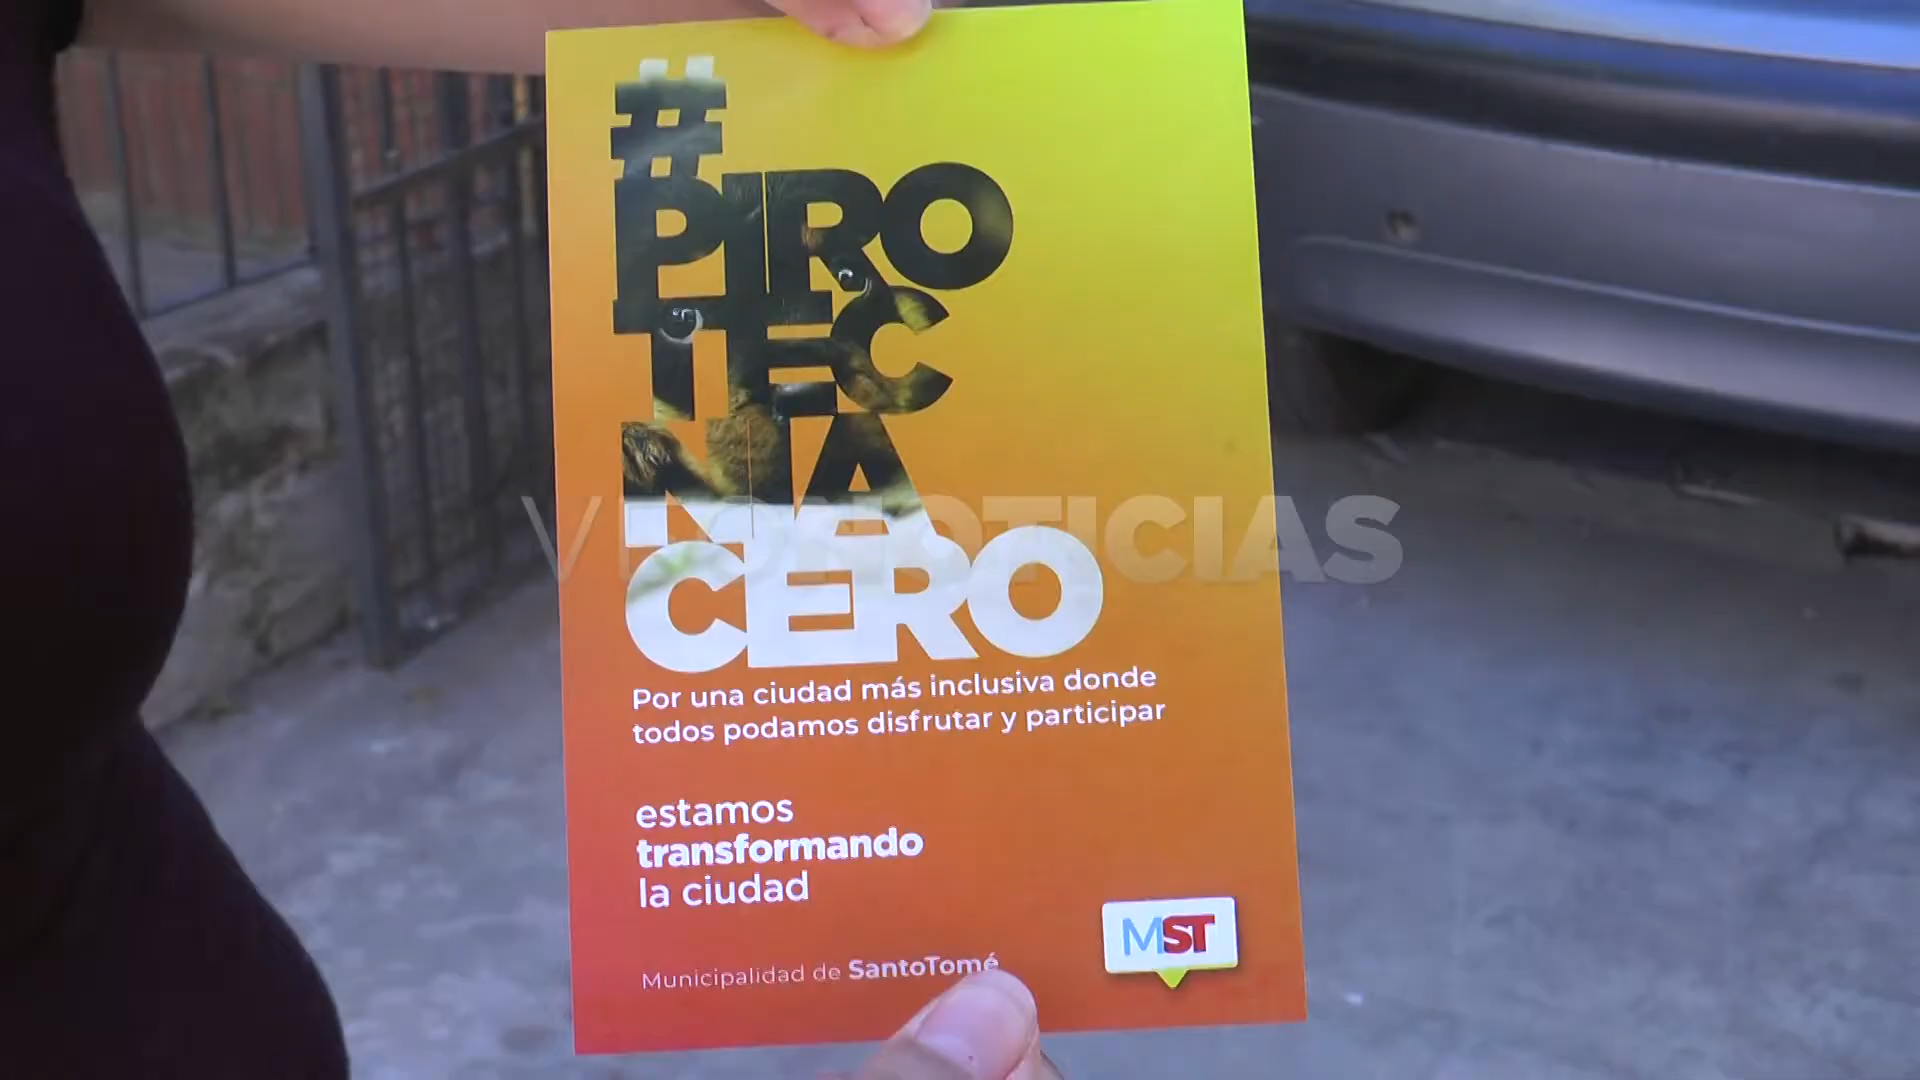 #
PIRO
TEC
NIA
CERO
Por una ciudad más inclusiva donde
todos podamos disfrutar y participar
estamos
transformando
la ciudad
Municipalidad de SantoTomé
MST